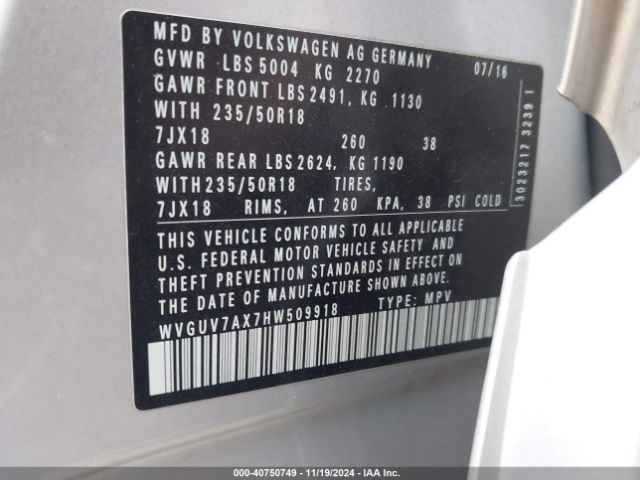 MFD BY VOLKSWAGEN AG GERMANY
GVWR LBS 5004 KG 2270 07/16
GAWR FRONT LBS 2491, KG 1130
WITH 235/50R18
7JX18 260 38
GAWR REAR LBS 2624, KG 1190
WITH 235/50R18 TIRES,
7JX18 RIMS, AT 260 KPA, 38 PSI COLD
THIS VEHICLE CONFORMS TO ALL APPLICABLE
U.S. FEDERAL MOTOR VEHICLE SAFETY AND
THEFT PREVENTION STANDARDS IN EFFECT ON
THE DATE OF MANUFACTURE SHOWN ABOVE.
WVGUV7AX7HW509918 TYPE: MPV
3023217 3239 1
000-40750749 - 11/19/2024 - IAA Inc.